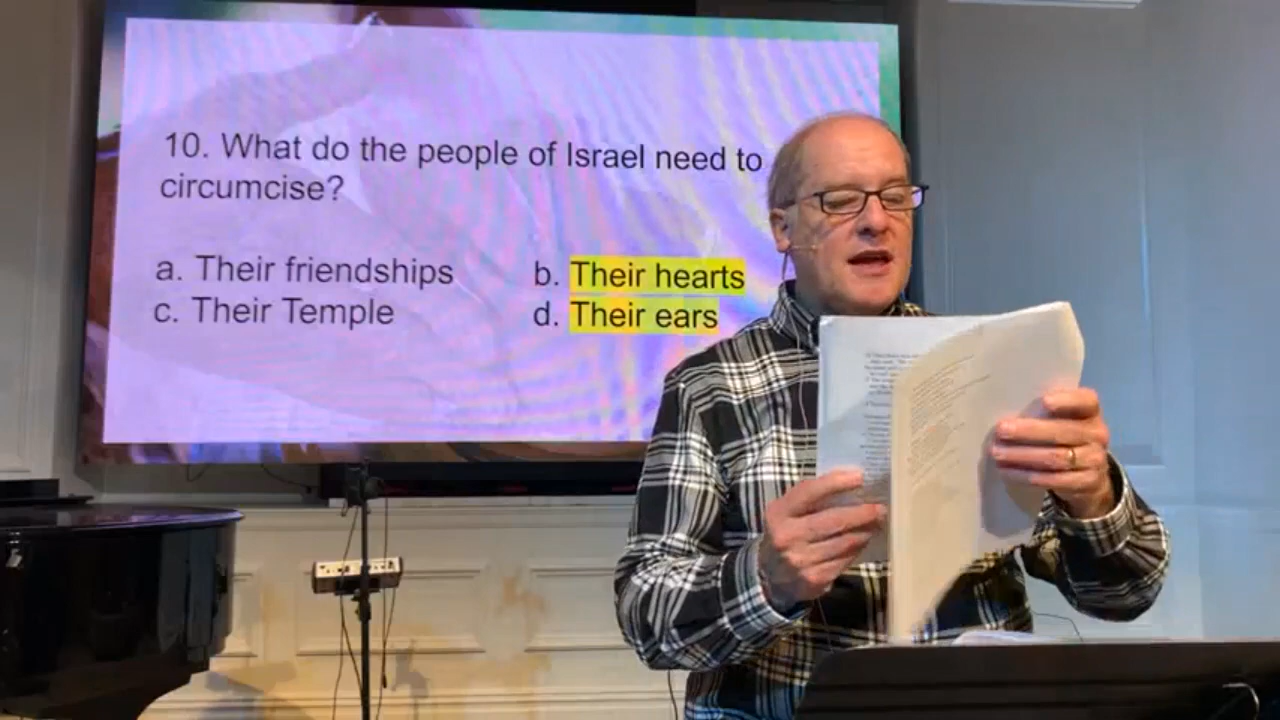 10. What do the people of Israel need to
circumcise?
a. Their friendships b. Their hearts
c. Their Temple d. Their ears